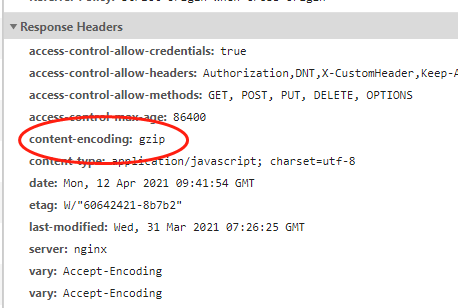 Response Headers
access-control-allow-credentials: true
access-control-allow-headers: Authorization,DNT,X-CustomHeader,Keep-A
access-control-allow-methods: GET, POST, PUT, DELETE, OPTIONS
access-control-max-age: 86400
content-encoding: gzip
content-type: application/javascript; charset=utf-8
date: Mon, 12 Apr 2021 09:41:54 GMT
etag: W/"60642421-8b7b2"
last-modified: Wed, 31 Mar 2021 07:26:25 GMT
server: nginx
vary: Accept-Encoding
vary: Accept-Encoding